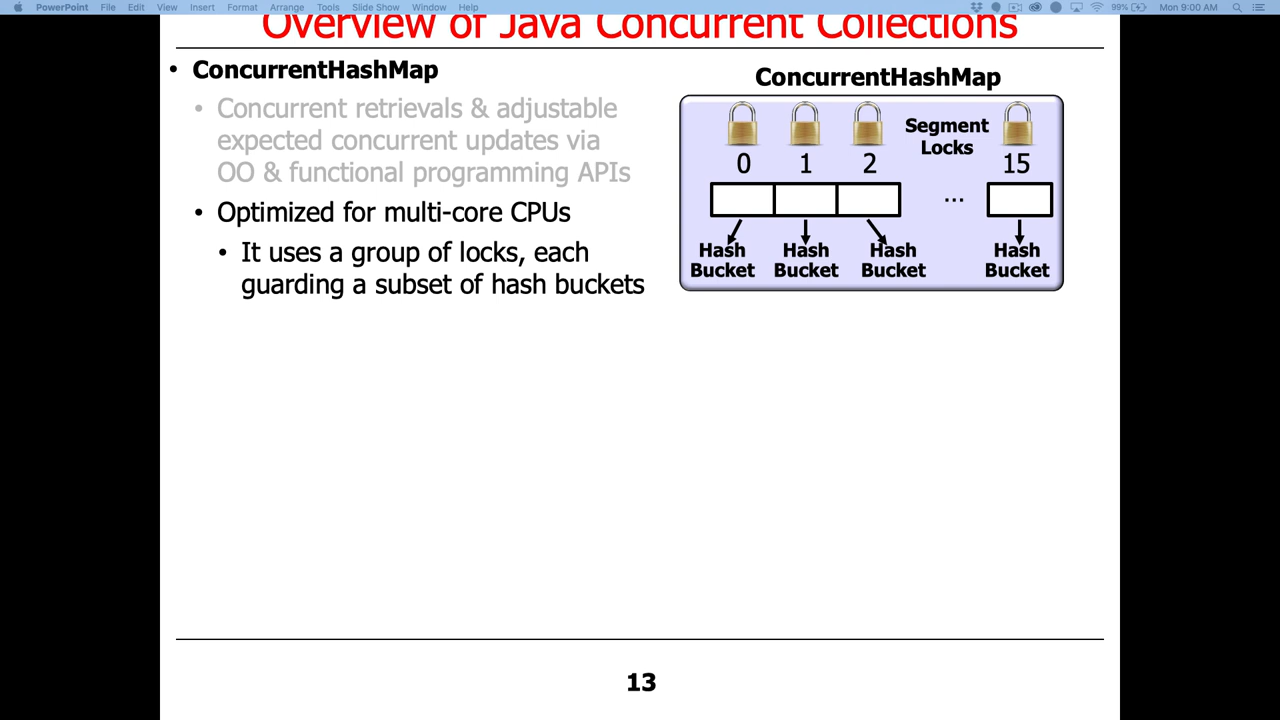 PowerPoint File Edit View Insert Format Arrange Tools Slide Show Window Help 99% Mon 9:00 AM
Overview of Java Concurrent Collections
• ConcurrentHashMap
• Concurrent retrievals & adjustable
expected concurrent updates via
OO & functional programming APIs
• Optimized for multi-core CPUs
• It uses a group of locks, each
guarding a subset of hash buckets
ConcurrentHashMap
Segment
Locks
0 1 2 15
...
Hash Hash Hash Hash
Bucket Bucket Bucket Bucket
13